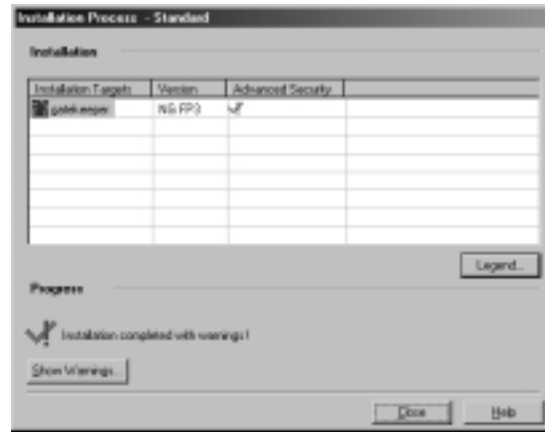 Installation Process - Standard
Installation
Installation Targets Version Advanced Security
gatekeeper NG FP3
Legend...
Progress
Installation completed with warnings!
Show Warnings...
Close Help